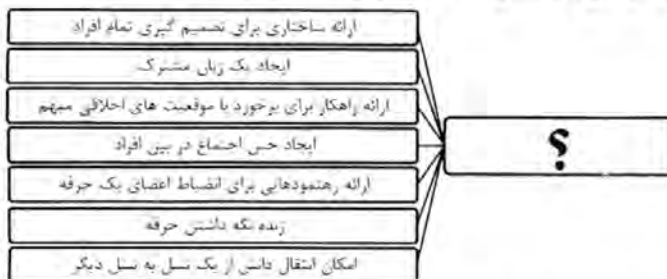 ارائه ساختاری برای تصمیم گیری تمام افراد
ایجاد یک زبان مشترک
ارائه راهکار برای برخورد با موقعیت های اخلاقی مبهم
ایجاد حس اجتماع در بین افراد
ارائه رهنمودهایی برای انضباط اعضای یک حرفه
زنده نگه داشتن حرفه
امکان انتقال دانش از یک نسل به نسل دیگر
؟